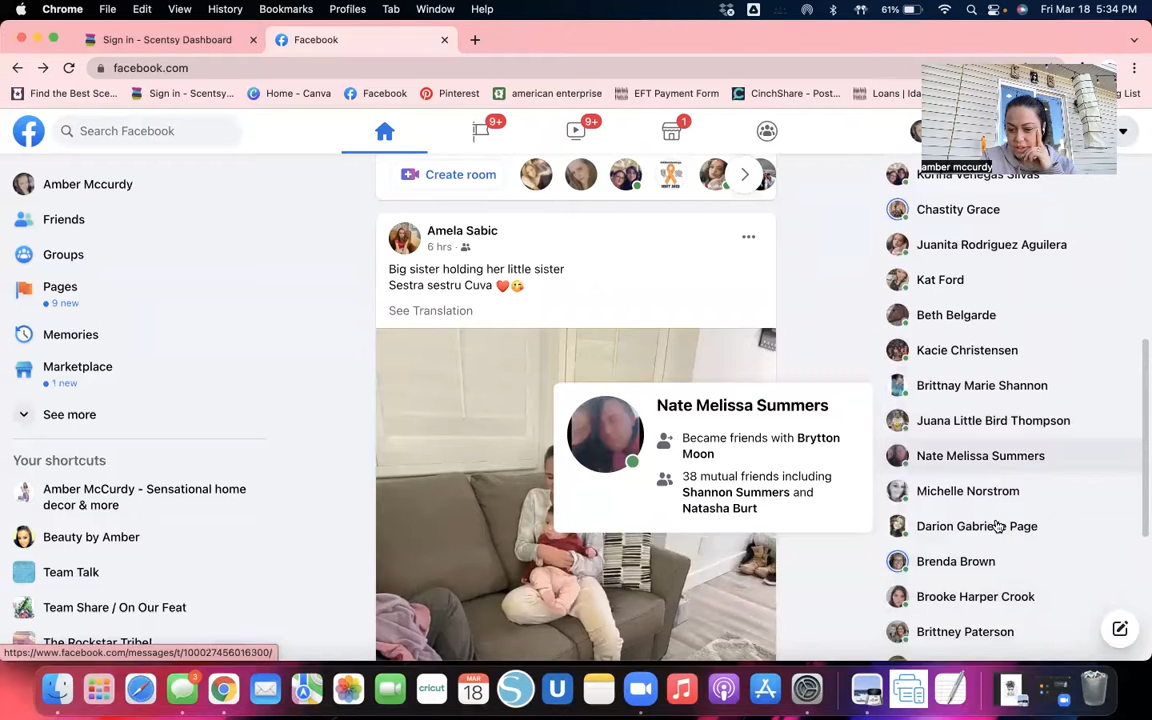 Chrome File Edit View History Bookmarks Profiles Tab Window Help 61% Fri Mar 18 5:34 PM
Sign in - Scentsy Dashboard Facebook
facebook.com
Find the Best Sce... Sign in - Scentsy... Home - Canva Facebook Pinterest american enterprise EFT Payment Form CinchShare - Post... Loans | Ida g List
Search Facebook 9+ 9+ 1
amber mccurdy
Amber Mccurdy
Friends
Groups
Pages
9 new
Memories
Marketplace
1 new
See more
Your shortcuts
Amber McCurdy - Sensational home
decor & more
Beauty by Amber
Team Talk
Team Share / On Our Feat
The Rockstar Tribe!
https://www.facebook.com/messages/t/100027456016300/
Create room
Amela Sabic
6 hrs
Big sister holding her little sister
Sestra sestru Cuva ❤️😋
See Translation
Nate Melissa Summers
Became friends with Brytton
Moon
38 mutual friends including
Shannon Summers and
Natasha Burt
Korina Venegas Silvas
Chastity Grace
Juanita Rodriguez Aguilera
Kat Ford
Beth Belgarde
Kacie Christensen
Brittnay Marie Shannon
Juana Little Bird Thompson
Nate Melissa Summers
Michelle Norstrom
Darion Gabrielle Page
Brenda Brown
Brooke Harper Crook
Brittney Paterson
3 cricut MAR 18